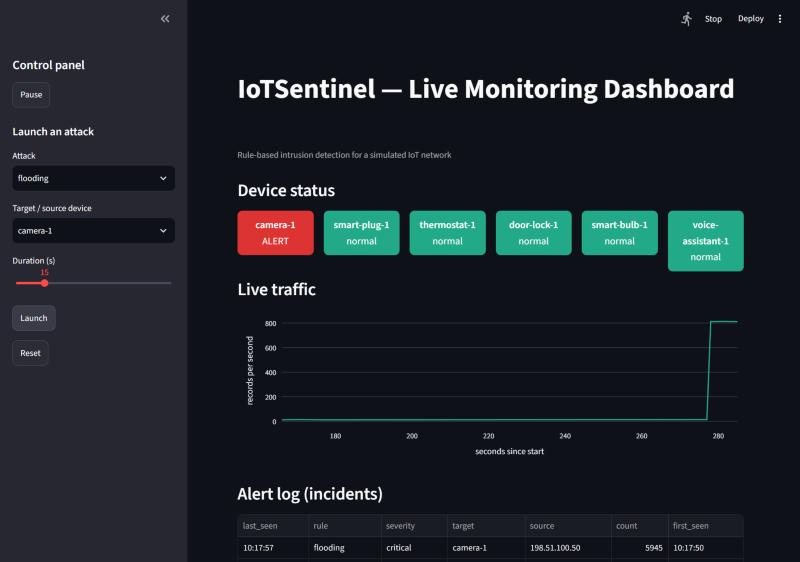 Stop Deploy
Control panel
Pause
Launch an attack
Attack
flooding
Target / source device
camera-1
Duration (s)
15
Launch
Reset
IoTSentinel — Live Monitoring Dashboard
Rule-based intrusion detection for a simulated IoT network
Device status
camera-1
ALERT
smart-plug-1
normal
thermostat-1
normal
door-lock-1
normal
smart-bulb-1
normal
voice-
assistant-1
normal
Live traffic
records per second
800
600
400
200
0
180 200 220 240 260 280
seconds since start
Alert log (incidents)
last_seen rule severity target source count first_seen
10:17:57 flooding critical camera-1 198.51.100.50 5945 10:17:50